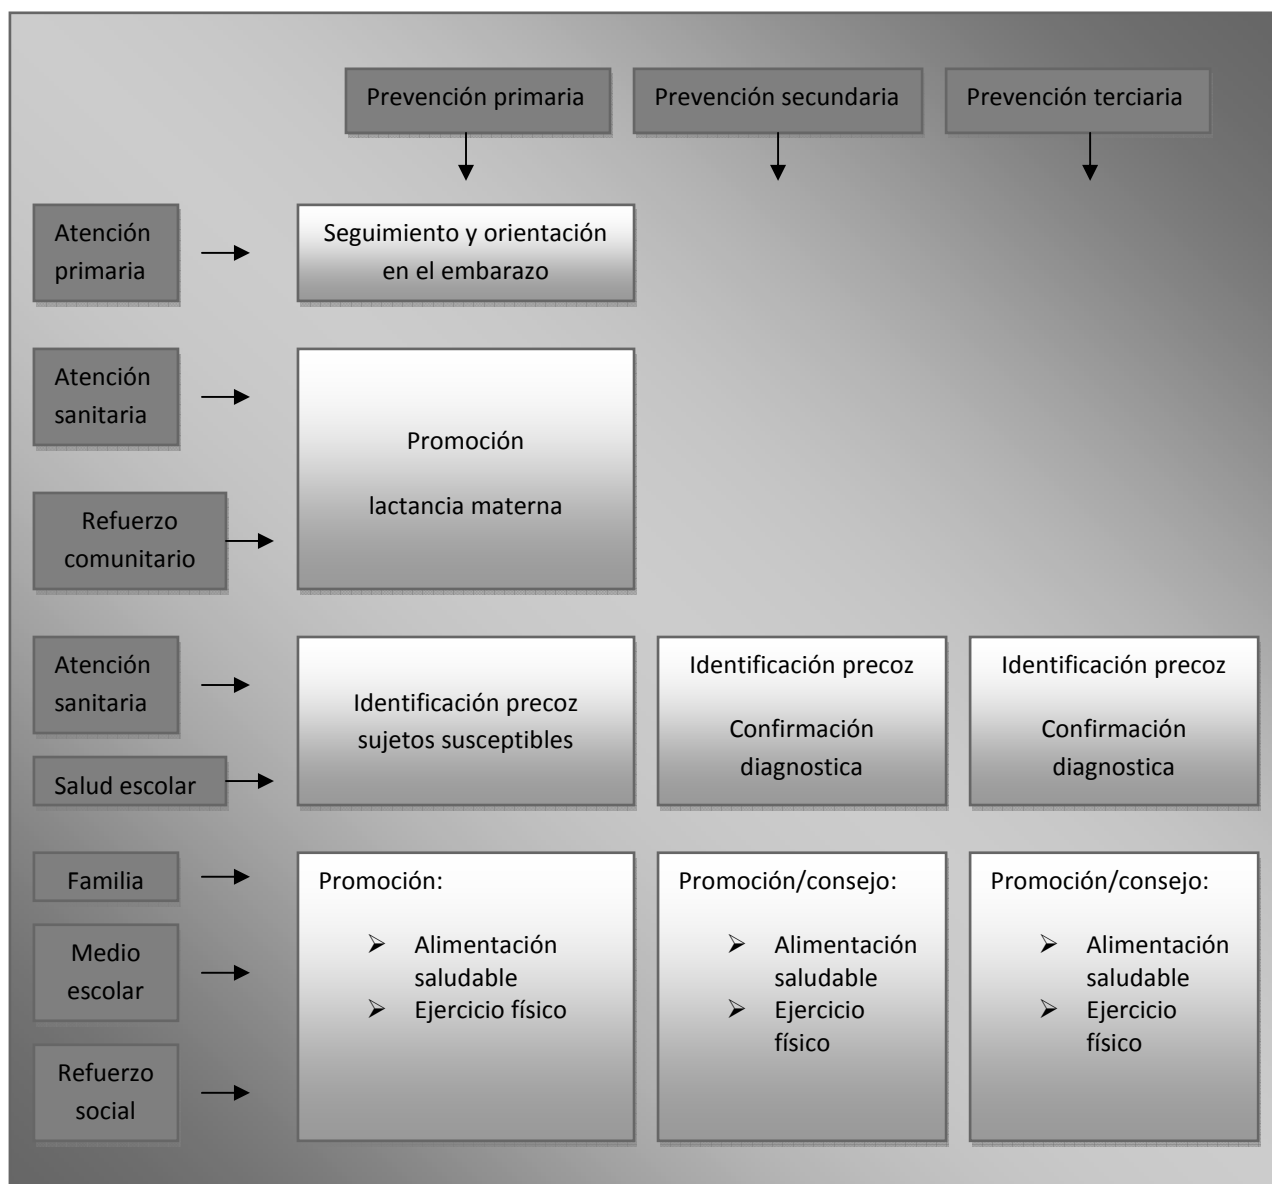 Prevención primaria
Prevención secundaria
Prevención terciaria
Atención
primaria
Seguimiento y orientación
en el embarazo
Atención
sanitaria
Refuerzo
comunitario
Promoción
lactancia materna
Atención
sanitaria
Salud escolar
Identificación precoz
sujetos susceptibles
Identificación precoz
Confirmación
diagnostica
Identificación precoz
Confirmación
diagnostica
Familia
Medio
escolar
Refuerzo
social
Promoción:
➢ Alimentación
saludable
➢ Ejercicio físico
Promoción/consejo:
➢ Alimentación
saludable
➢ Ejercicio
físico
Promoción/consejo:
➢ Alimentación
saludable
➢ Ejercicio
físico